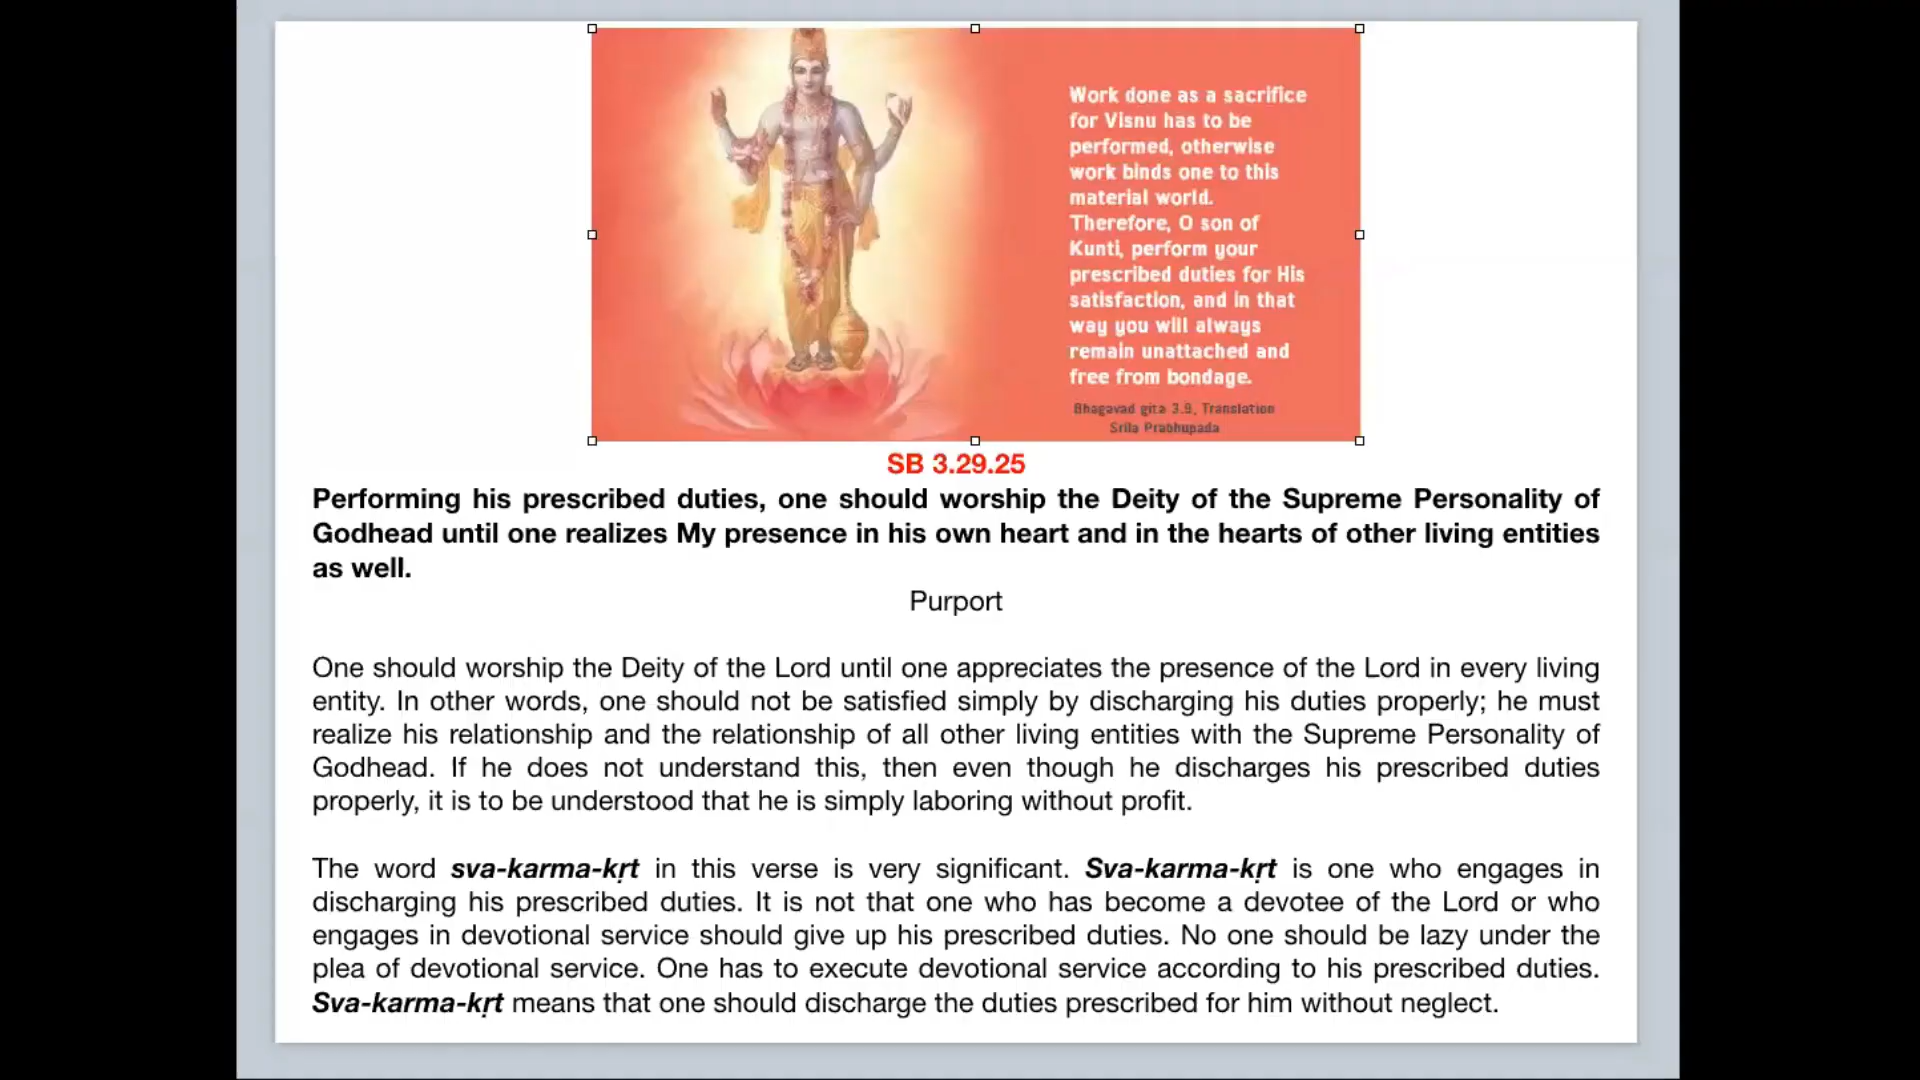 Work done as a sacrifice
for Visnu has to be
performed, otherwise
work binds one to this
material world.
Therefore, O son of
Kunti, perform your
prescribed duties for His
satisfaction, and in that
way you will always
remain unattached and
free from bondage.
Bhagavad gita 3.9, Translation
Srila Prabhupada
SB 3.29.25
Performing his prescribed duties, one should worship the Deity of the Supreme Personality of
Godhead until one realizes My presence in his own heart and in the hearts of other living entities
as well.
Purport
One should worship the Deity of the Lord until one appreciates the presence of the Lord in every living
entity. In other words, one should not be satisfied simply by discharging his duties properly; he must
realize his relationship and the relationship of all other living entities with the Supreme Personality of
Godhead. If he does not understand this, then even though he discharges his prescribed duties
properly, it is to be understood that he is simply laboring without profit.
The word sva-karma-kṛt in this verse is very significant. Sva-karma-kṛt is one who engages in
discharging his prescribed duties. It is not that one who has become a devotee of the Lord or who
engages in devotional service should give up his prescribed duties. No one should be lazy under the
plea of devotional service. One has to execute devotional service according to his prescribed duties.
Sva-karma-kṛt means that one should discharge the duties prescribed for him without neglect.